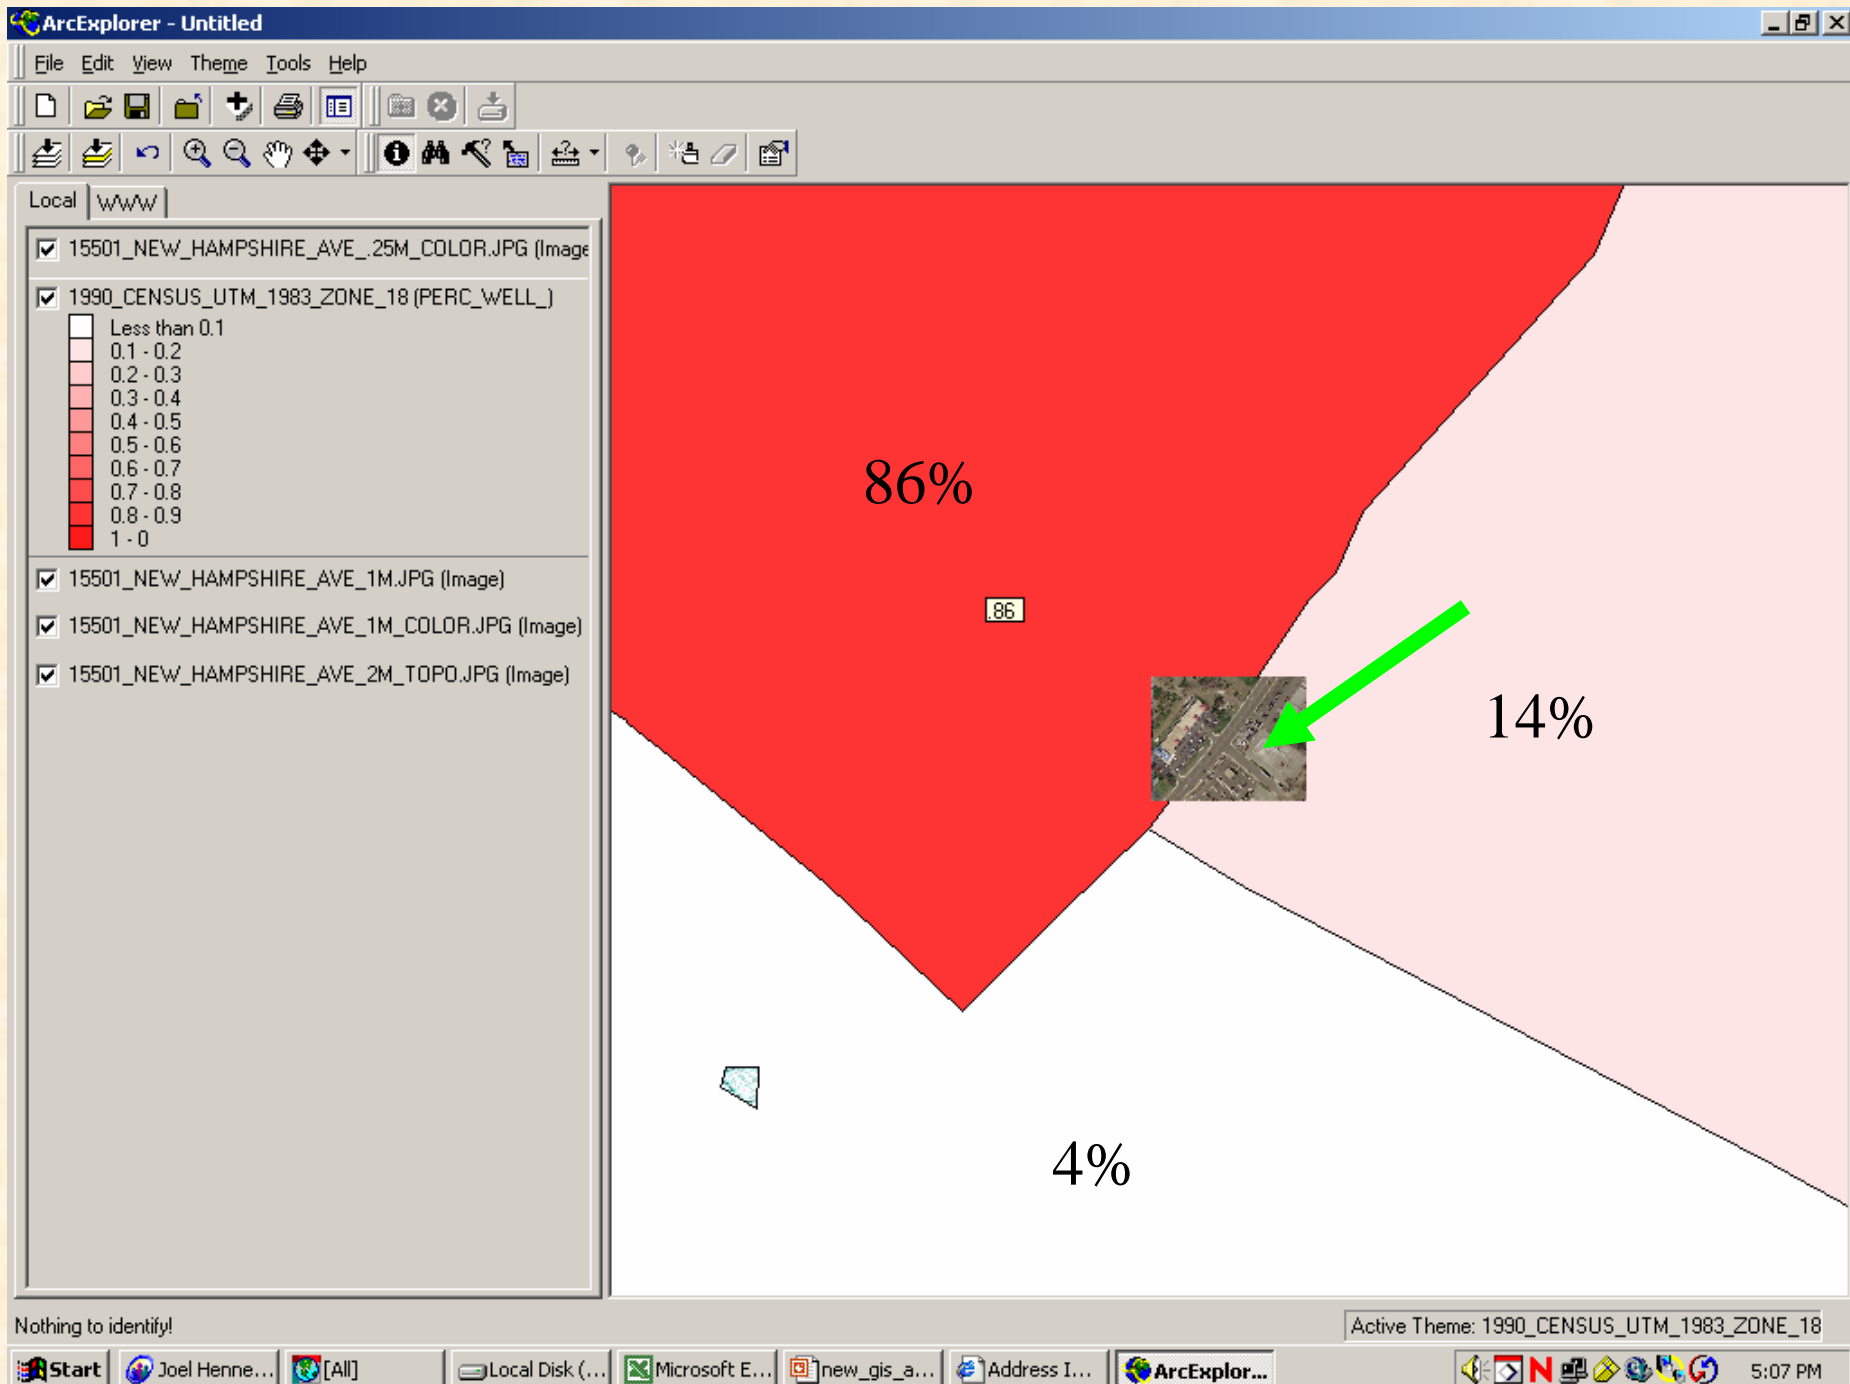 ArcExplorer - Untitled
File Edit View Theme Tools Help
Local WWW
15501_NEW_HAMPSHIRE_AVE_.25M_COLOR.JPG (Image
1990_CENSUS_UTM_1983_ZONE_18 (PERC_WELL_)
Less than 0.1
0.1 - 0.2
0.2 - 0.3
0.3 - 0.4
0.4 - 0.5
0.5 - 0.6
0.6 - 0.7
0.7 - 0.8
0.8 - 0.9
1 - 0
15501_NEW_HAMPSHIRE_AVE_1M.JPG (Image)
15501_NEW_HAMPSHIRE_AVE_1M_COLOR.JPG (Image)
15501_NEW_HAMPSHIRE_AVE_2M_TOPO.JPG (Image)
86%
.86
14%
4%
Nothing to identify!
Active Theme: 1990_CENSUS_UTM_1983_ZONE_18
Start Joel Henne... [All] Local Disk (... Microsoft E... new_gis_a... Address I... ArcExplor... 5:07 PM